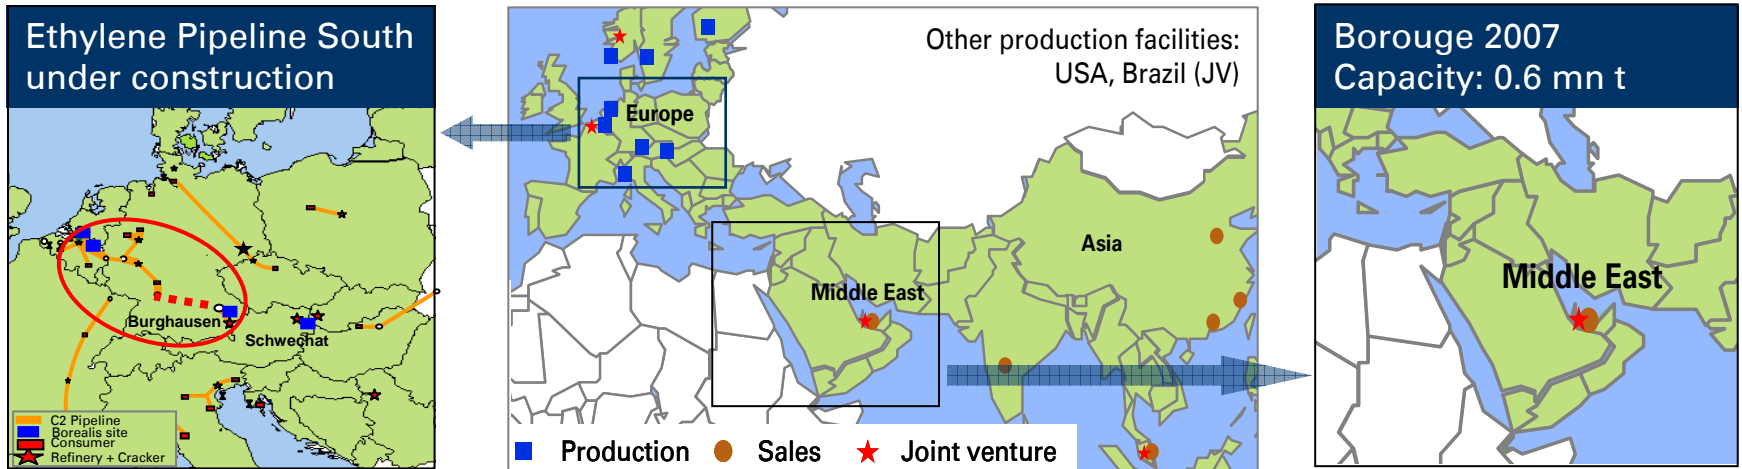 Ethylene Pipeline South
under construction
Burghausen
Schwechat
C2 Pipeline
Borealis site
Consumer
Refinery + Cracker
Other production facilities:
USA, Brazil (JV)
Europe
Asia
Middle East
Production
Sales
Joint venture
Borouge 2007
Capacity: 0.6 mn t
Middle East